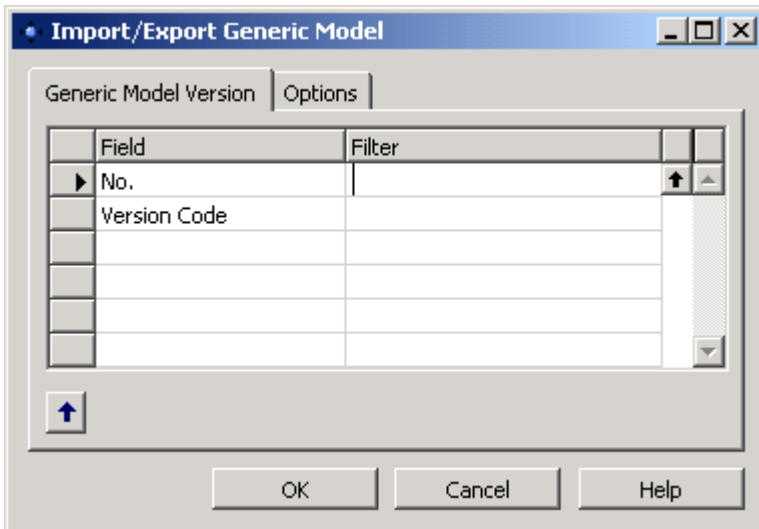 Import/Export Generic Model
Generic Model Version Options
Field Filter
No.
Version Code
OK Cancel Help